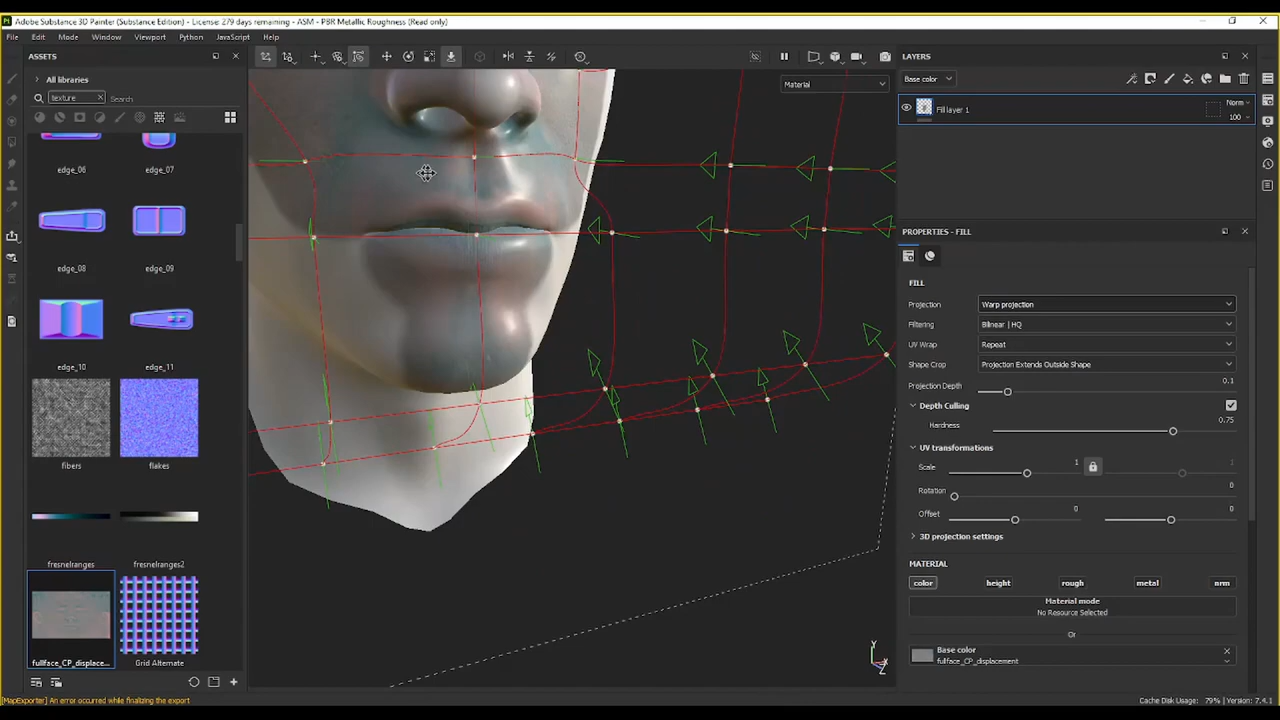 Adobe Substance 3D Painter (Substance Edition) - License: 279 days remaining - ASM - PBR Metallic Roughness (Read only)
File Edit Mode Window Viewport Python JavaScript Help
ASSETS
All libraries
texture
Search
edge_06 edge_07
edge_08 edge_09
edge_10 edge_11
fibers flakes
fresnelranges fresnelranges2
fullface_CP_displace... Grid Alternate
Material
LAYERS
Base color
Fill layer 1
Norm
100
PROPERTIES - FILL
FILL
Projection Warp projection
Filtering Bilinear | HQ
UV Wrap Repeat
Shape Crop Projection Extends Outside Shape
Projection Depth 0.1
Depth Culling
Hardness 0.75
UV transformations
Scale 1 1
Rotation 0
Offset 0 0
3D projection settings
MATERIAL
color height rough metal nrm
Material mode
No Resource Selected
Or
Base color
fullface_CP_displacement
Y
Z
[MapExporter] An error occurred while finalizing the export
Cache Disk Usage: 79% | Version: 7.4.1